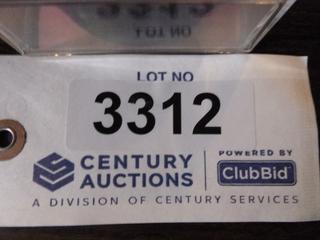 LOT NO
3312
CENTURY AUCTIONS
POWERED BY
ClubBid
A DIVISION OF CENTURY SERVICES